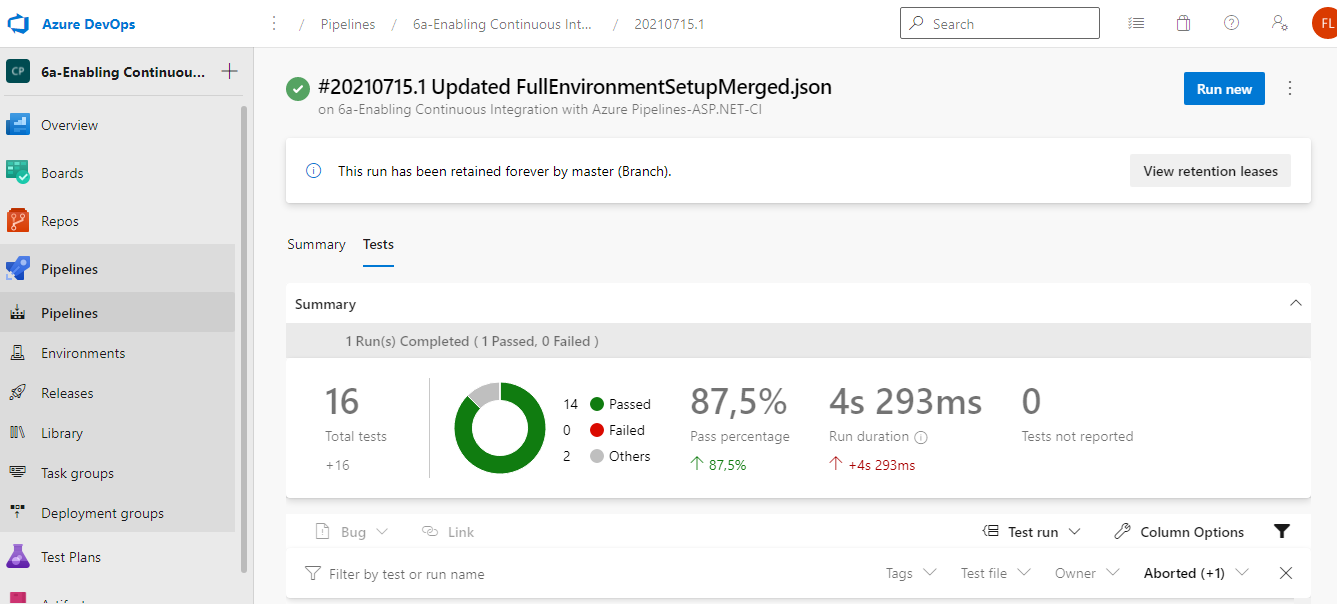 Azure DevOps
/ Pipelines / 6a-Enabling Continuous Int... / 20210715.1
Search
FL
CP 6a-Enabling Continuou...
Overview
Boards
Repos
Pipelines
Pipelines
Environments
Releases
Library
Task groups
Deployment groups
Test Plans
#20210715.1 Updated FullEnvironmentSetupMerged.json
on 6a-Enabling Continuous Integration with Azure Pipelines-ASP.NET-CI
Run new
This run has been retained forever by master (Branch).
View retention leases
Summary Tests
Summary
1 Run(s) Completed ( 1 Passed, 0 Failed )
16
Total tests
+16
14 Passed
0 Failed
2 Others
87,5%
Pass percentage
87,5%
4s 293ms
Run duration
+4s 293ms
0
Tests not reported
Bug Link Test run Column Options
Filter by test or run name Tags Test file Owner Aborted (+1)